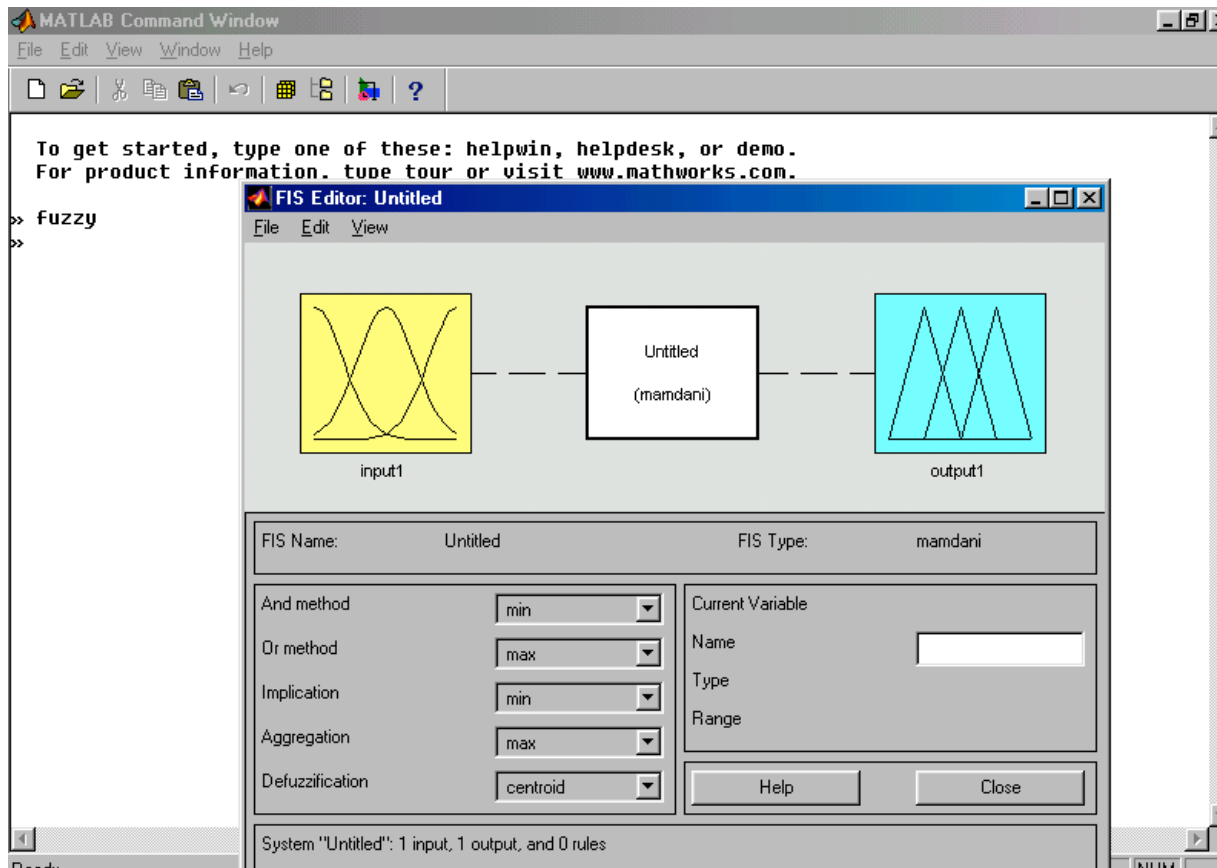 MATLAB Command Window
File Edit View Window Help
To get started, type one of these: helpwin, helpdesk, or demo.
For product information, type tour or visit www.mathworks.com.
» fuzzy
»
FIS Editor: Untitled
File Edit View
Untitled
(mamdani)
input1
output1
FIS Name: Untitled FIS Type: mamdani
And method min
Or method max
Implication min
Aggregation max
Defuzzification centroid
Current Variable
Name
Type
Range
Help Close
System "Untitled": 1 input, 1 output, and 0 rules
Ready
NUM